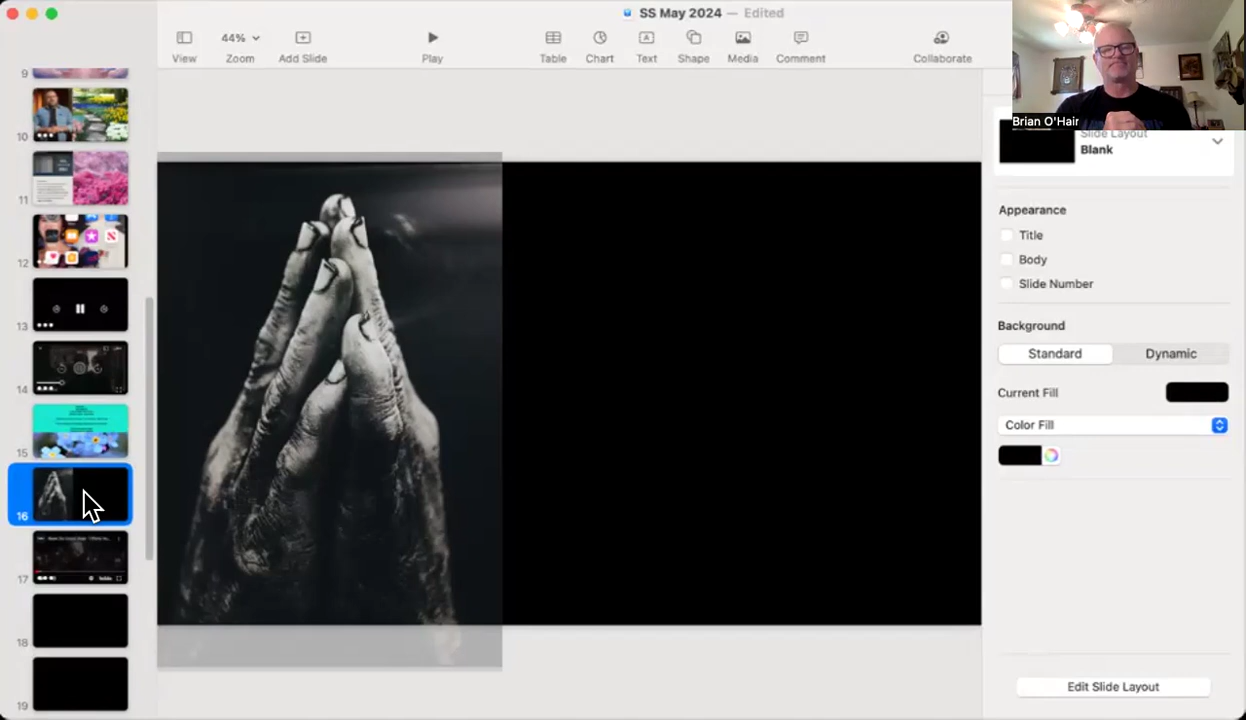 SS May 2024 — Edited
44%
View
Zoom
Add Slide
Play
Table
Chart
Text
Shape
Media
Comment
Collaborate
Brian O'Hair
Slide Layout
Blank
Appearance
Title
Body
Slide Number
Background
Standard
Dynamic
Current Fill
Color Fill
Edit Slide Layout
9
10
11
12
13
14
15
16
17
18
19